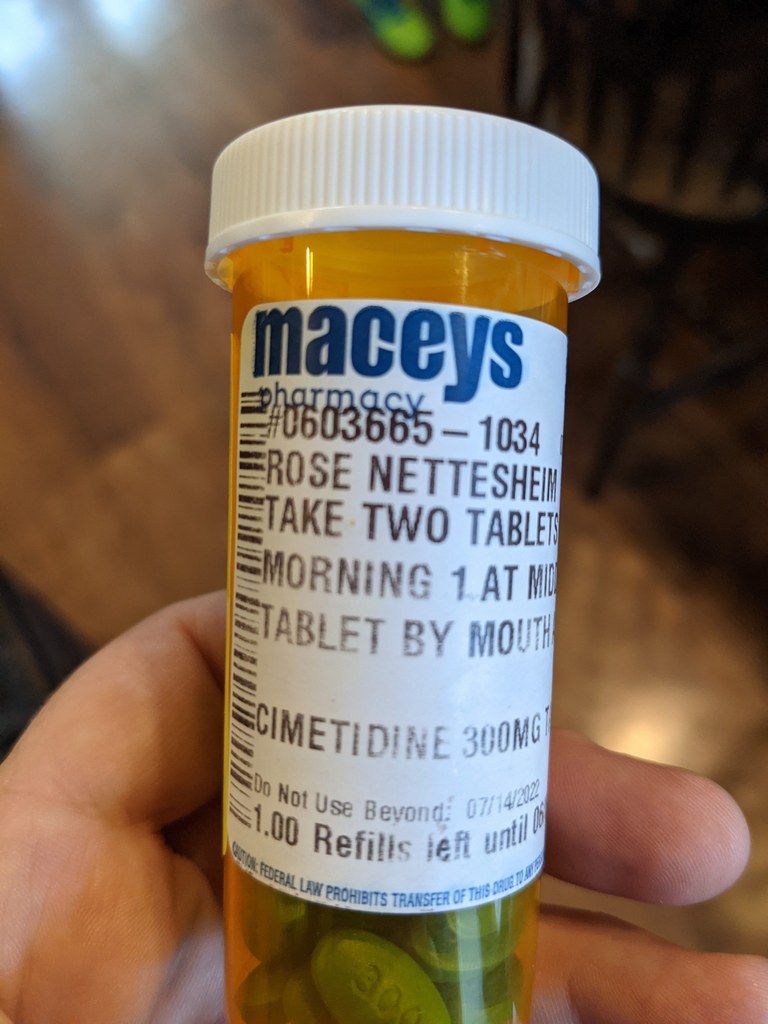 maceys
pharmacy
#0603665 – 1034
ROSE NETTESHEIM
TAKE TWO TABLETS
MORNING 1 AT MID
TABLET BY MOUTH
CIMETIDINE 300MG T
Do Not Use Beyond: 07/14/2022
1.00 Refills left until 06
CAUTION: FEDERAL LAW PROHIBITS TRANSFER OF THIS DRUG TO ANY
300